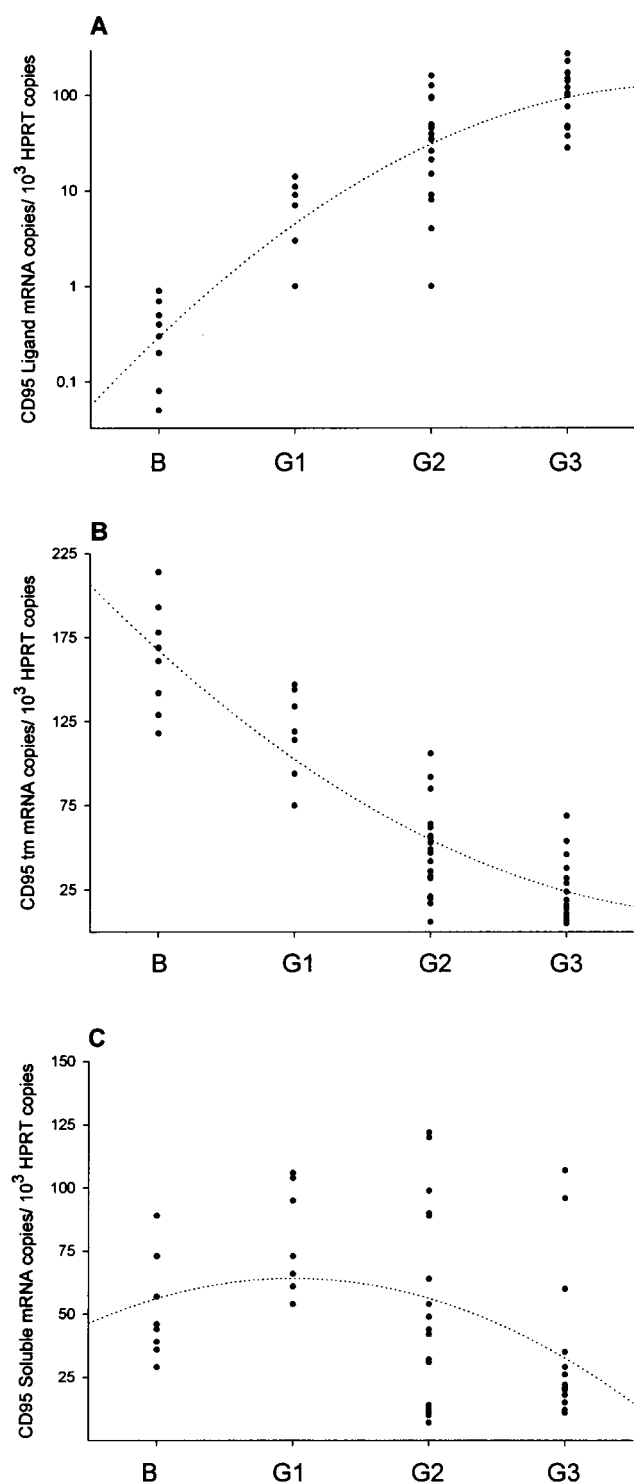 A
CD95 Ligand mRNA copies/ 10³ HPRT copies
100
10
1
0.1
B G1 G2 G3
B
CD95 tm mRNA copies/ 10³ HPRT copies
225
175
125
75
25
B G1 G2 G3
C
CD95 Soluble mRNA copies/ 10³ HPRT copies
150
125
100
75
50
25
B G1 G2 G3